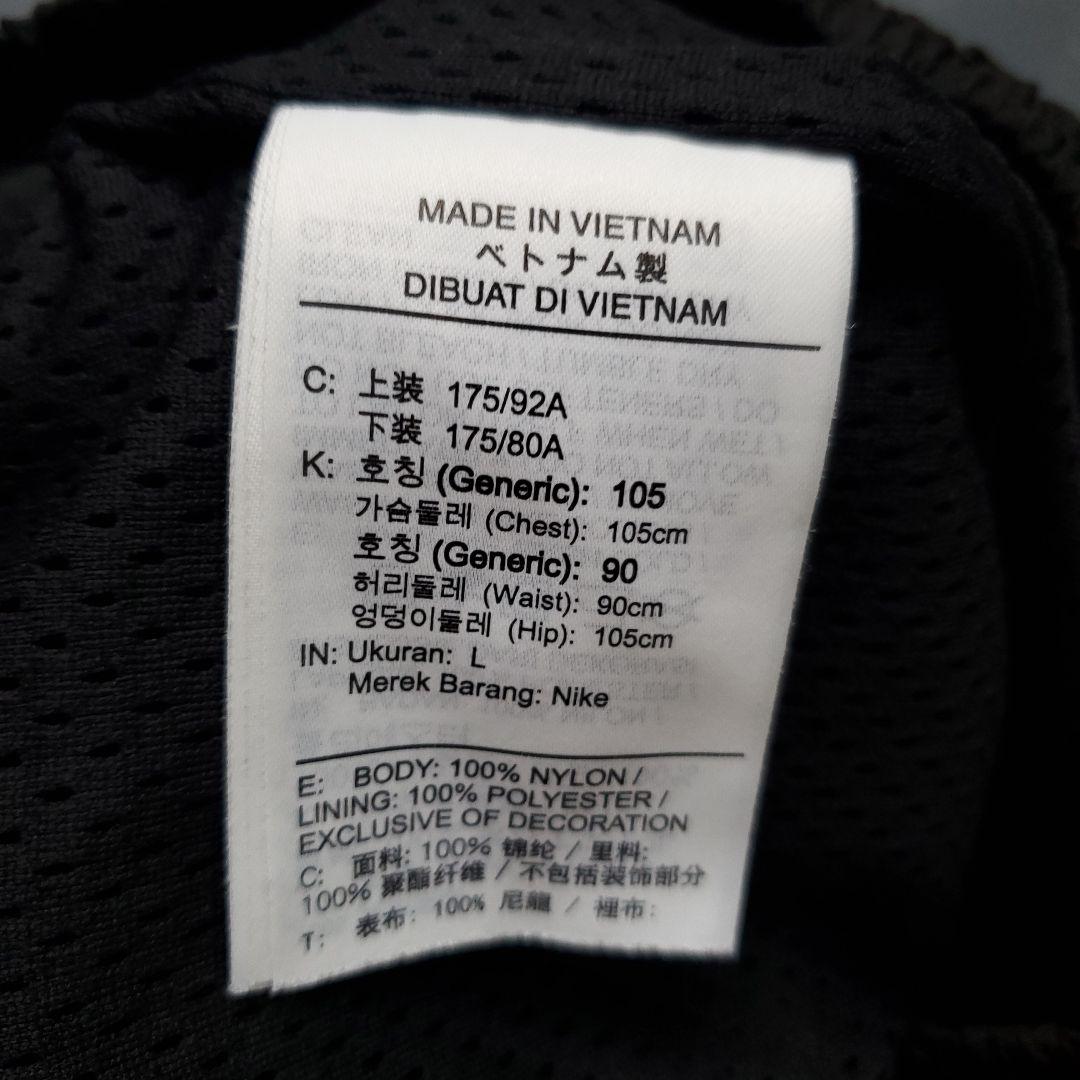 MADE IN VIETNAM
ベトナム製
DIBUAT DI VIETNAM
C: 上装 175/92A
下装 175/80A
K: 호칭 (Generic): 105
가슴둘레 (Chest): 105cm
호칭 (Generic): 90
허리둘레 (Waist): 90cm
엉덩이둘레 (Hip): 105cm
IN: Ukuran: L
Merek Barang: Nike
E: BODY: 100% NYLON /
LINING: 100% POLYESTER /
EXCLUSIVE OF DECORATION
C: 面料: 100% 锦纶 / 里料:
100% 聚酯纤维 / 不包括装饰部分
T: 表布: 100% 尼龍 / 裡布: